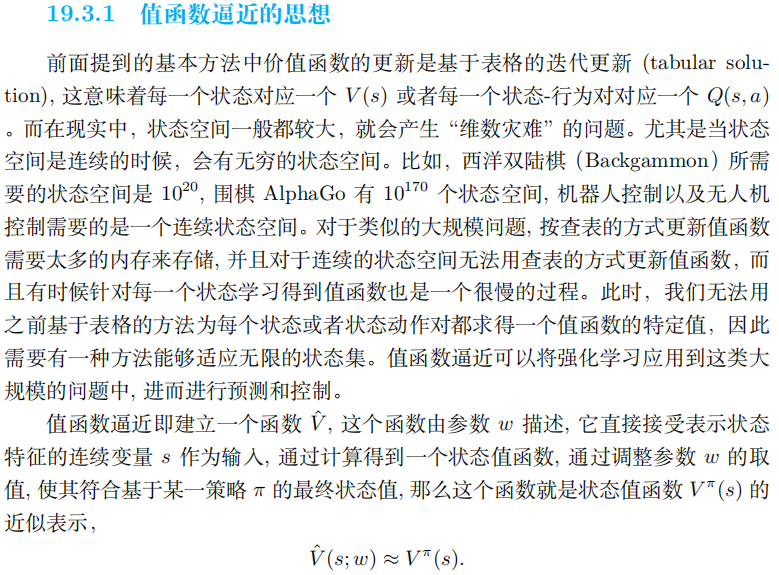 19.3.1 值函数逼近的思想
前面提到的基本方法中价值函数的更新是基于表格的迭代更新 (tabular solu-
tion), 这意味着每一个状态对应一个 V(s) 或者每一个状态-行为对对应一个 Q(s, a)
。而在现实中，状态空间一般都较大，就会产生“维数灾难”的问题。尤其是当状态
空间是连续的时候，会有无穷的状态空间。比如，西洋双陆棋（Backgammon）所需
要的状态空间是 10²⁰, 围棋 AlphaGo 有 10¹⁷⁰ 个状态空间, 机器人控制以及无人机
控制需要的是一个连续状态空间。对于类似的大规模问题, 按查表的方式更新值函数
需要太多的内存来存储, 并且对于连续的状态空间无法用查表的方式更新值函数，而
且有时候针对每一个状态学习得到值函数也是一个很慢的过程。此时，我们无法用
之前基于表格的方法为每个状态或者状态动作对都求得一个值函数的特定值，因此
需要有一种方法能够适应无限的状态集。值函数逼近可以将强化学习应用到这类大
规模的问题中, 进而进行预测和控制。
值函数逼近即建立一个函数 V̂, 这个函数由参数 w 描述, 它直接接受表示状态
特征的连续变量 s 作为输入, 通过计算得到一个状态值函数, 通过调整参数 w 的取
值, 使其符合基于某一策略 π 的最终状态值, 那么这个函数就是状态值函数 V^π(s) 的
近似表示，
V̂(s; w) ≈ V^π(s).